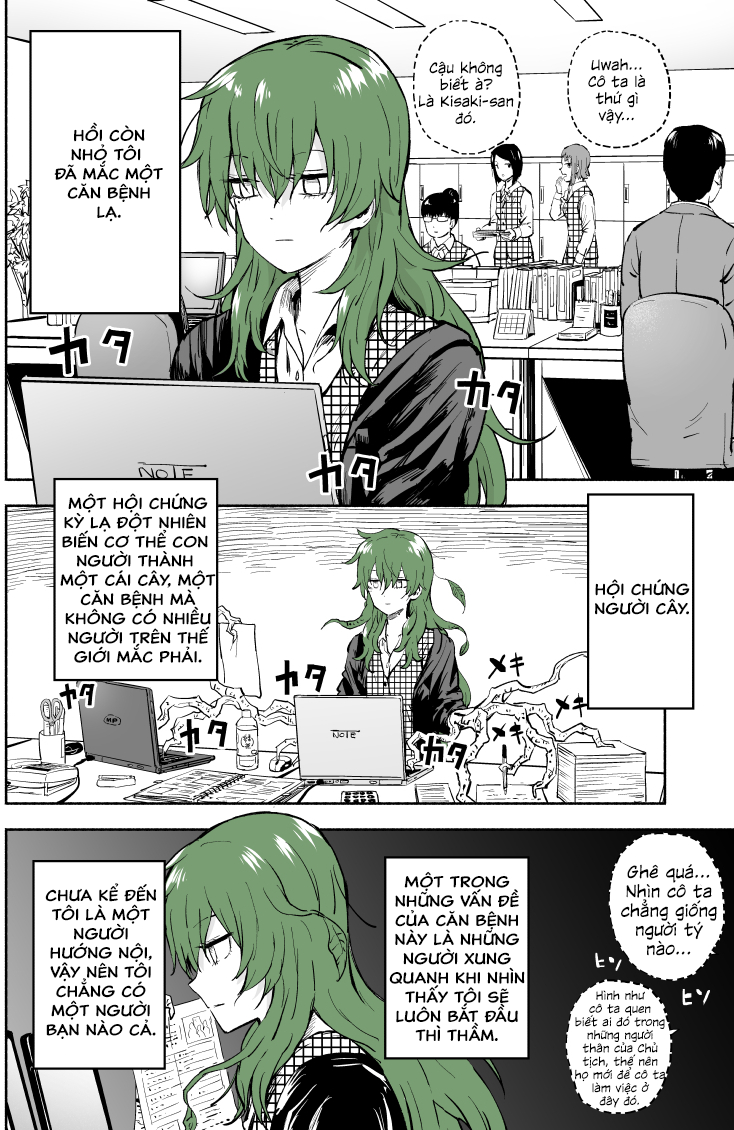 Uwah...
Cô ta là
thứ gì
vậy...
Cậu không
biết à?
Là Kisaki-san
đó.
HỒI CÒN
NHỎ TÔI
ĐÃ MẮC MỘT
CĂN BỆNH
LẠ.
カタ
カタ
カタ
NOTE
MỘT HỘI CHỨNG
KỲ LẠ ĐỘT NHIÊN
BIẾN CƠ THỂ CON
NGƯỜI THÀNH
MỘT CÁI CÂY, MỘT
CĂN BỆNH MÀ
KHÔNG CÓ NHIỀU
NGƯỜI TRÊN THẾ
GIỚI MẮC PHẢI.
HỘI CHỨNG
NGƯỜI CÂY.
カタ
カタ
カタ
カタ
メキ
メキ
HP
NOTE
Ghê quá...
Nhìn cô ta
chẳng giống
người tý
nào...
ヒソ
ヒソ
Hình như
cô ta quen
biết ai đó trong
những người
thân của Chủ
tịch, thế nên
họ mới để cô ta
làm việc ở
đây đó.
MỘT TRONG
NHỮNG VẤN ĐỀ
CỦA CĂN BỆNH
NÀY LÀ NHỮNG
NGƯỜI XUNG
QUANH KHI NHÌN
THẤY TÔI SẼ
LUÔN BẮT ĐẦU
THÌ THẦM.
CHƯA KỂ ĐẾN
TÔI LÀ MỘT
NGƯỜI
HƯỚNG NỘI,
VẬY NÊN TÔI
CHẲNG CÓ
MỘT NGƯỜI
BẠN NÀO CẢ.